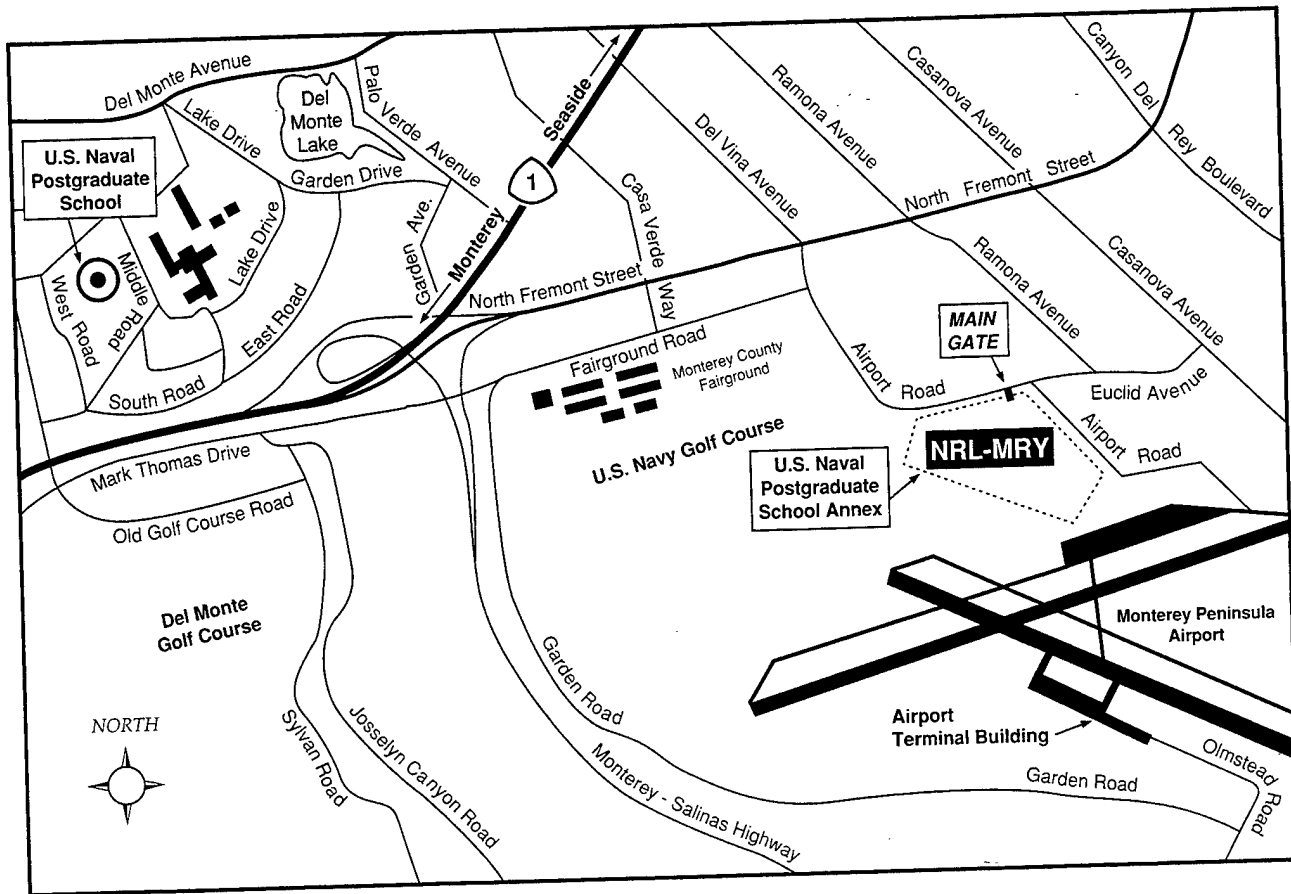 Del Monte Avenue
Del
Monte
Lake
Palo
Verde Avenue
Seaside
1
Monterey
Ramona Avenue
Casanova Avenue
Canyon Del
Rey Boulevard
U.S. Naval
Postgraduate
School
Lake Drive
Garden Drive
Garden Ave.
Casa Verde
Way
Del Vina Avenue
North Fremont Street
Lake Drive
Middle
Road
West Road
East Road
South Road
North Fremont Street
Ramona Avenue
Casanova Avenue
MAIN
GATE
Fairground Road
Monterey County
Fairground
Airport
Road
Euclid Avenue
U.S. Navy Golf Course
NRL-MRY
Airport
Road
U.S. Naval
Postgraduate
School Annex
Mark Thomas Drive
Old Golf Course Road
Del Monte
Golf Course
Monterey Peninsula
Airport
Garden Road
Airport
Terminal Building
Olmstead
Road
Garden Road
NORTH
Sylvan Road
Josselyn Canyon Road
Monterey - Salinas Highway